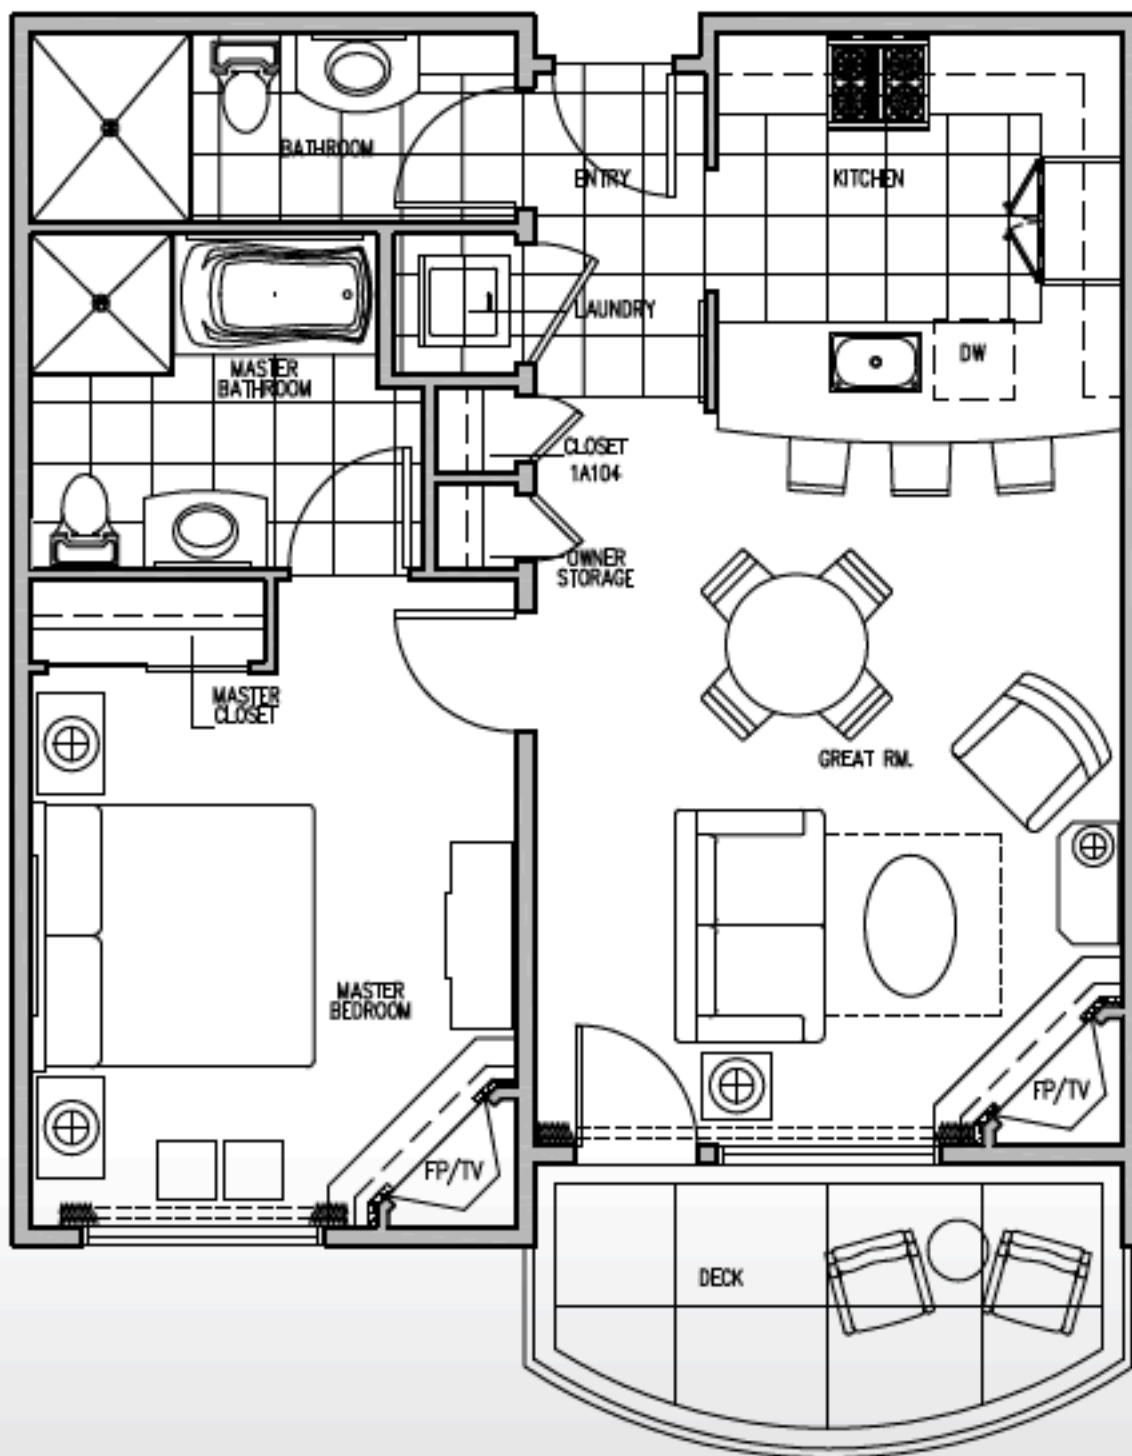 BATHROOM
ENTRY
KITCHEN
LAUNDRY
MASTER
BATHROOM
DW
CLOSET
1A104
OWNER
STORAGE
MASTER
CLOSET
GREAT RM.
MASTER
BEDROOM
FP/TV
FP/TV
DECK